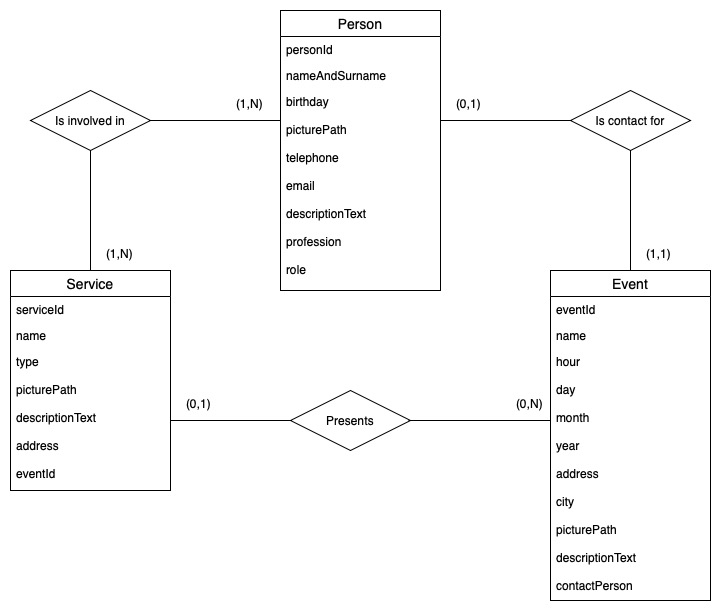 Person
personId
nameAndSurname
birthday
picturePath
telephone
email
descriptionText
profession
role
Is involved in
(1,N)
(1,N)
(0,1)
Is contact for
(1,1)
Service
serviceId
name
type
picturePath
descriptionText
address
eventId
(0,1)
Presents
(0,N)
Event
eventId
name
hour
day
month
year
address
city
picturePath
descriptionText
contactPerson